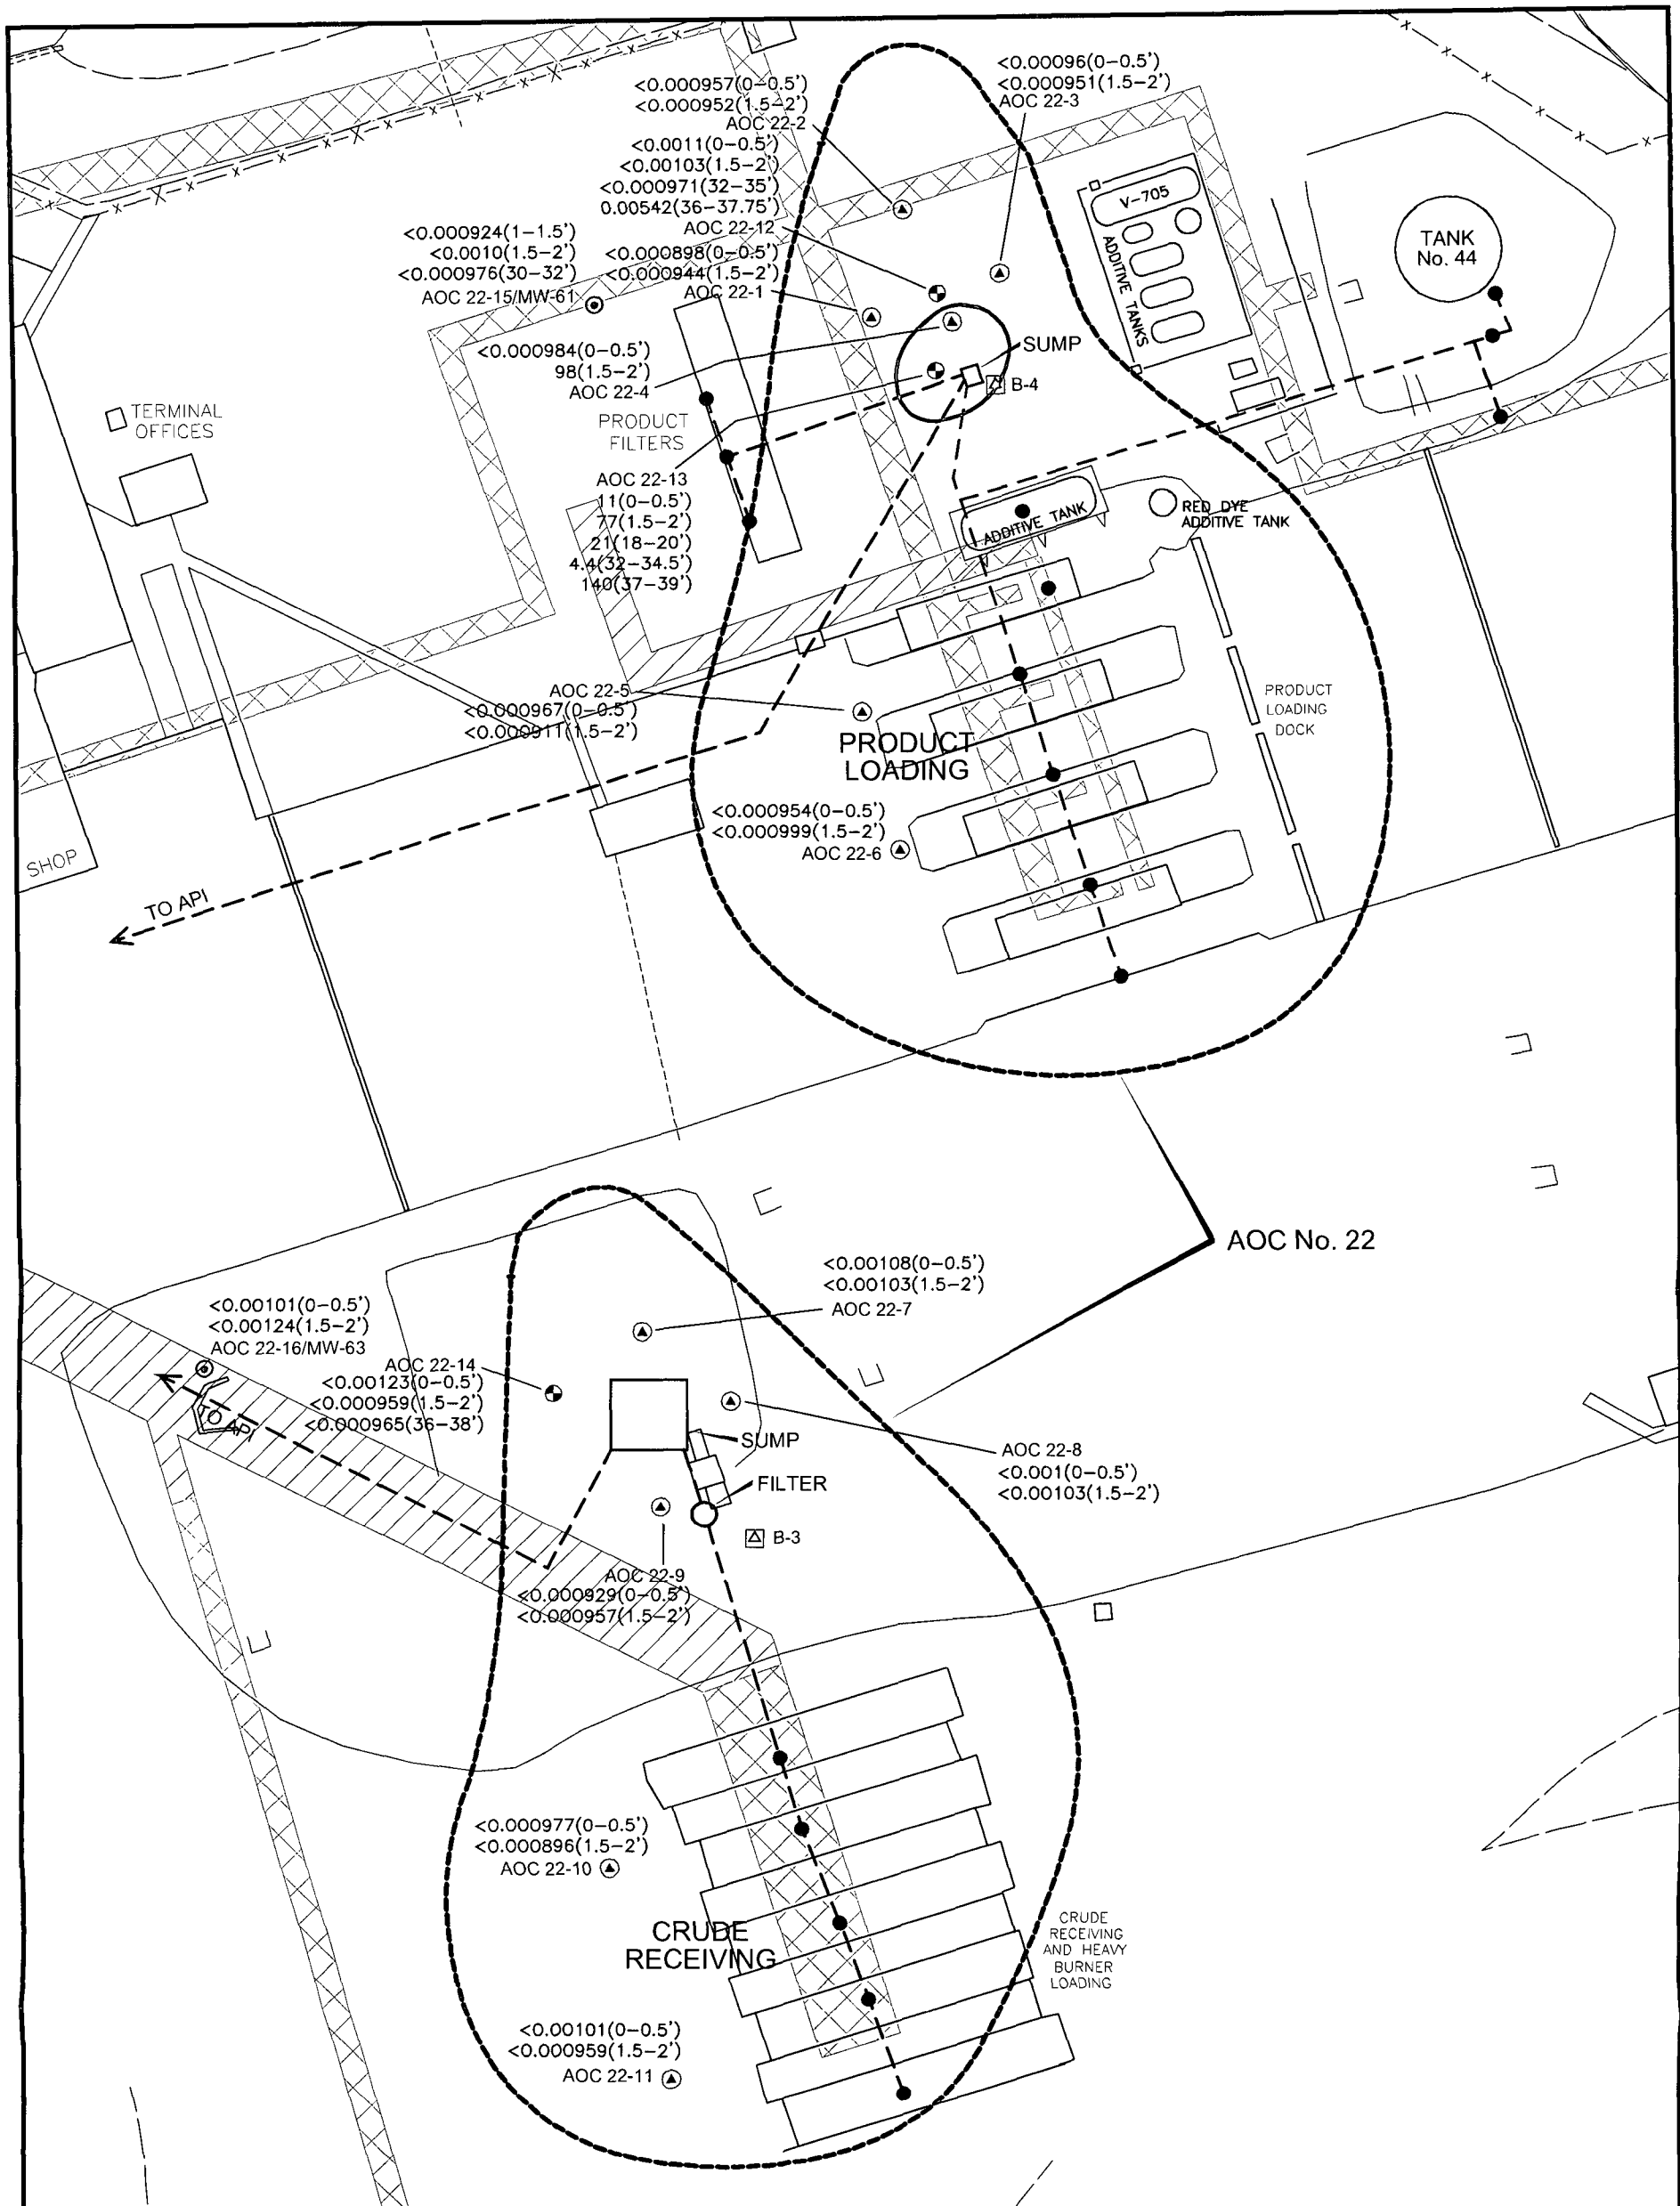 <0.00096(0-0.5')
<0.000951(1.5-2')
AOC 22-3
<0.000957(0-0.5')
<0.000952(1.5-2')
AOC 22-2
<0.0011(0-0.5')
<0.00103(1.5-2')
<0.000971(32-35')
0.00542(36-37.75')
AOC 22-12
<0.000924(1-1.5')
<0.0010(1.5-2')
<0.000976(30-32')
AOC 22-15/MW-61
<0.000898(0-0.5')
<0.000944(1.5-2')
AOC 22-1
V-705
ADDITIVE TANKS
TANK
No. 44
SUMP
B-4
<0.000984(0-0.5')
98(1.5-2')
AOC 22-4
TERMINAL
OFFICES
PRODUCT
FILTERS
AOC 22-13
11(0-0.5')
77(1.5-2')
21(18-20')
4.4(32-34.5')
140(37-39')
ADDITIVE TANK
RED DYE
ADDITIVE TANK
AOC 22-5
<0.000967(0-0.5')
<0.000911(1.5-2')
PRODUCT
LOADING
PRODUCT
LOADING
DOCK
<0.000954(0-0.5')
<0.000999(1.5-2')
AOC 22-6
SHOP
TO API
AOC No. 22
<0.00108(0-0.5')
<0.00103(1.5-2')
AOC 22-7
<0.00101(0-0.5')
<0.00124(1.5-2')
AOC 22-16/MW-63
AOC 22-14
<0.00123(0-0.5')
<0.000959(1.5-2')
<0.000965(36-38')
TO API
SUMP
FILTER
AOC 22-8
<0.001(0-0.5')
<0.00103(1.5-2')
B-3
AOC 22-9
<0.000929(0-0.5')
<0.000957(1.5-2')
<0.000977(0-0.5')
<0.000896(1.5-2')
AOC 22-10
CRUDE
RECEIVING
CRUDE
RECEIVING
AND HEAVY
BURNER
LOADING
<0.00101(0-0.5')
<0.000959(1.5-2')
AOC 22-11